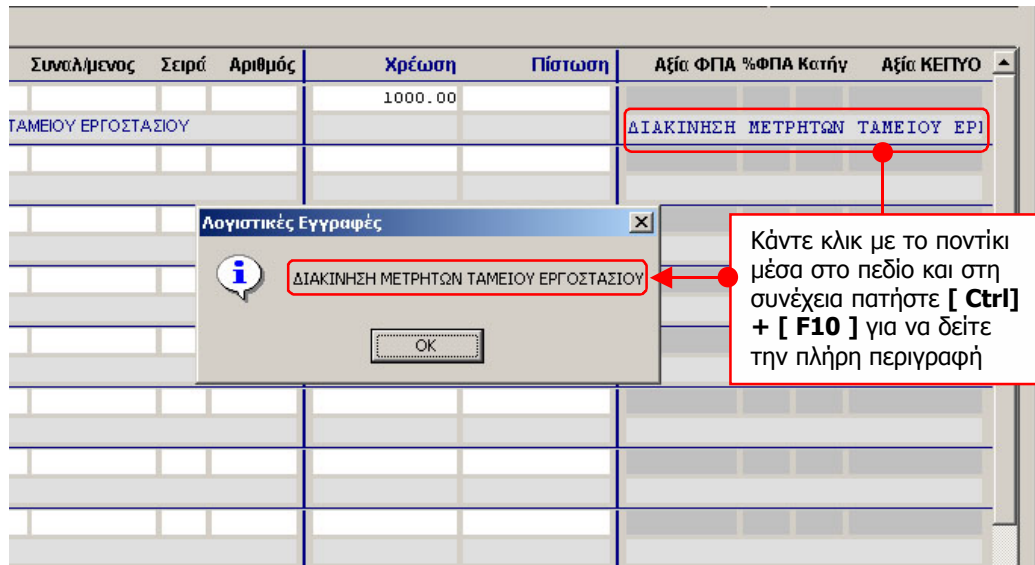 Συναλ/μενος Σειρά Αριθμός Χρέωση Πίστωση Αξία ΦΠΑ %ΦΠΑ Κατήγ Αξία ΚΕΠΥΟ
1000.00
ΤΑΜΕΙΟΥ ΕΡΓΟΣΤΑΣΙΟΥ ΔΙΑΚΙΝΗΣΗ ΜΕΤΡΗΤΩΝ ΤΑΜΕΙΟΥ ΕΡΓ
Λογιστικές Εγγραφές
ΔΙΑΚΙΝΗΣΗ ΜΕΤΡΗΤΩΝ ΤΑΜΕΙΟΥ ΕΡΓΟΣΤΑΣΙΟΥ
OK
Κάντε κλικ με το ποντίκι
μέσα στο πεδίο και στη
συνέχεια πατήστε [ Ctrl]
+ [ F10 ] για να δείτε
την πλήρη περιγραφή